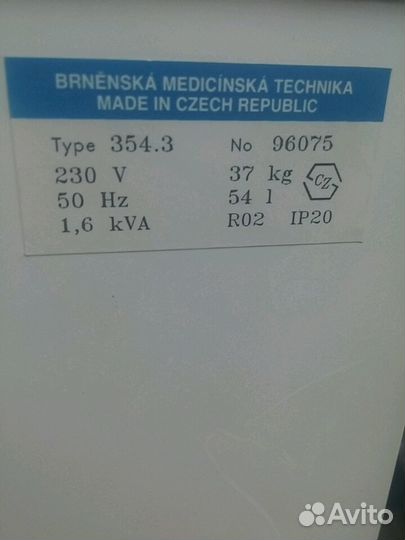 BRNĚNSKÁ MEDICÍNSKÁ TECHNIKA
MADE IN CZECH REPUBLIC
Type 354.3 No 96075
230 V 37 kg
50 Hz 54 l
1,6 kVA R02 IP20
CZ
Avito